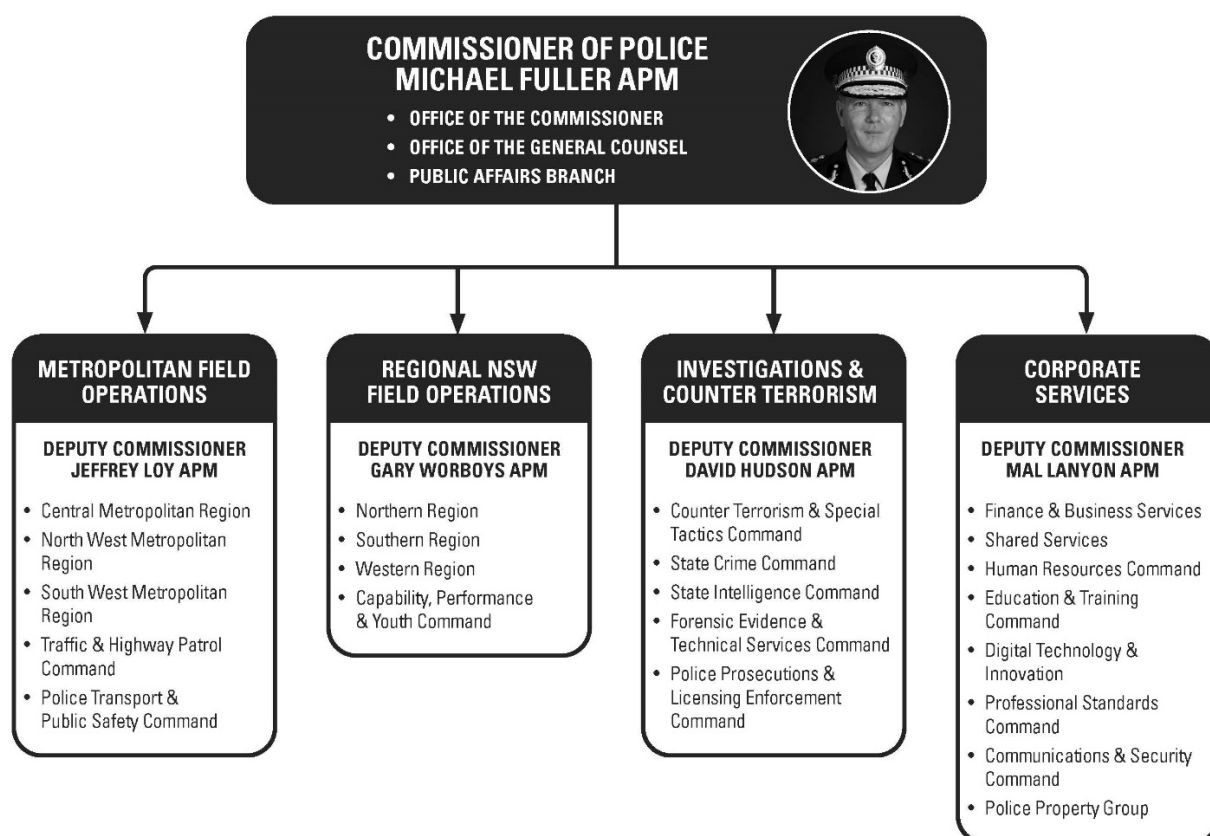 COMMISSIONER OF POLICE
MICHAEL FULLER APM
• OFFICE OF THE COMMISSIONER
• OFFICE OF THE GENERAL COUNSEL
• PUBLIC AFFAIRS BRANCH
METROPOLITAN FIELD
OPERATIONS
DEPUTY COMMISSIONER
JEFFREY LOY APM
• Central Metropolitan Region
• North West Metropolitan
Region
• South West Metropolitan
Region
• Traffic & Highway Patrol
Command
• Police Transport &
Public Safety Command
REGIONAL NSW
FIELD OPERATIONS
DEPUTY COMMISSIONER
GARY WORBOYS APM
• Northern Region
• Southern Region
• Western Region
• Capability, Performance
& Youth Command
INVESTIGATIONS &
COUNTER TERRORISM
DEPUTY COMMISSIONER
DAVID HUDSON APM
• Counter Terrorism & Special
Tactics Command
• State Crime Command
• State Intelligence Command
• Forensic Evidence &
Technical Services Command
• Police Prosecutions &
Licensing Enforcement
Command
CORPORATE
SERVICES
DEPUTY COMMISSIONER
MAL LANYON APM
• Finance & Business Services
• Shared Services
• Human Resources Command
• Education & Training
Command
• Digital Technology &
Innovation
• Professional Standards
Command
• Communications & Security
Command
• Police Property Group